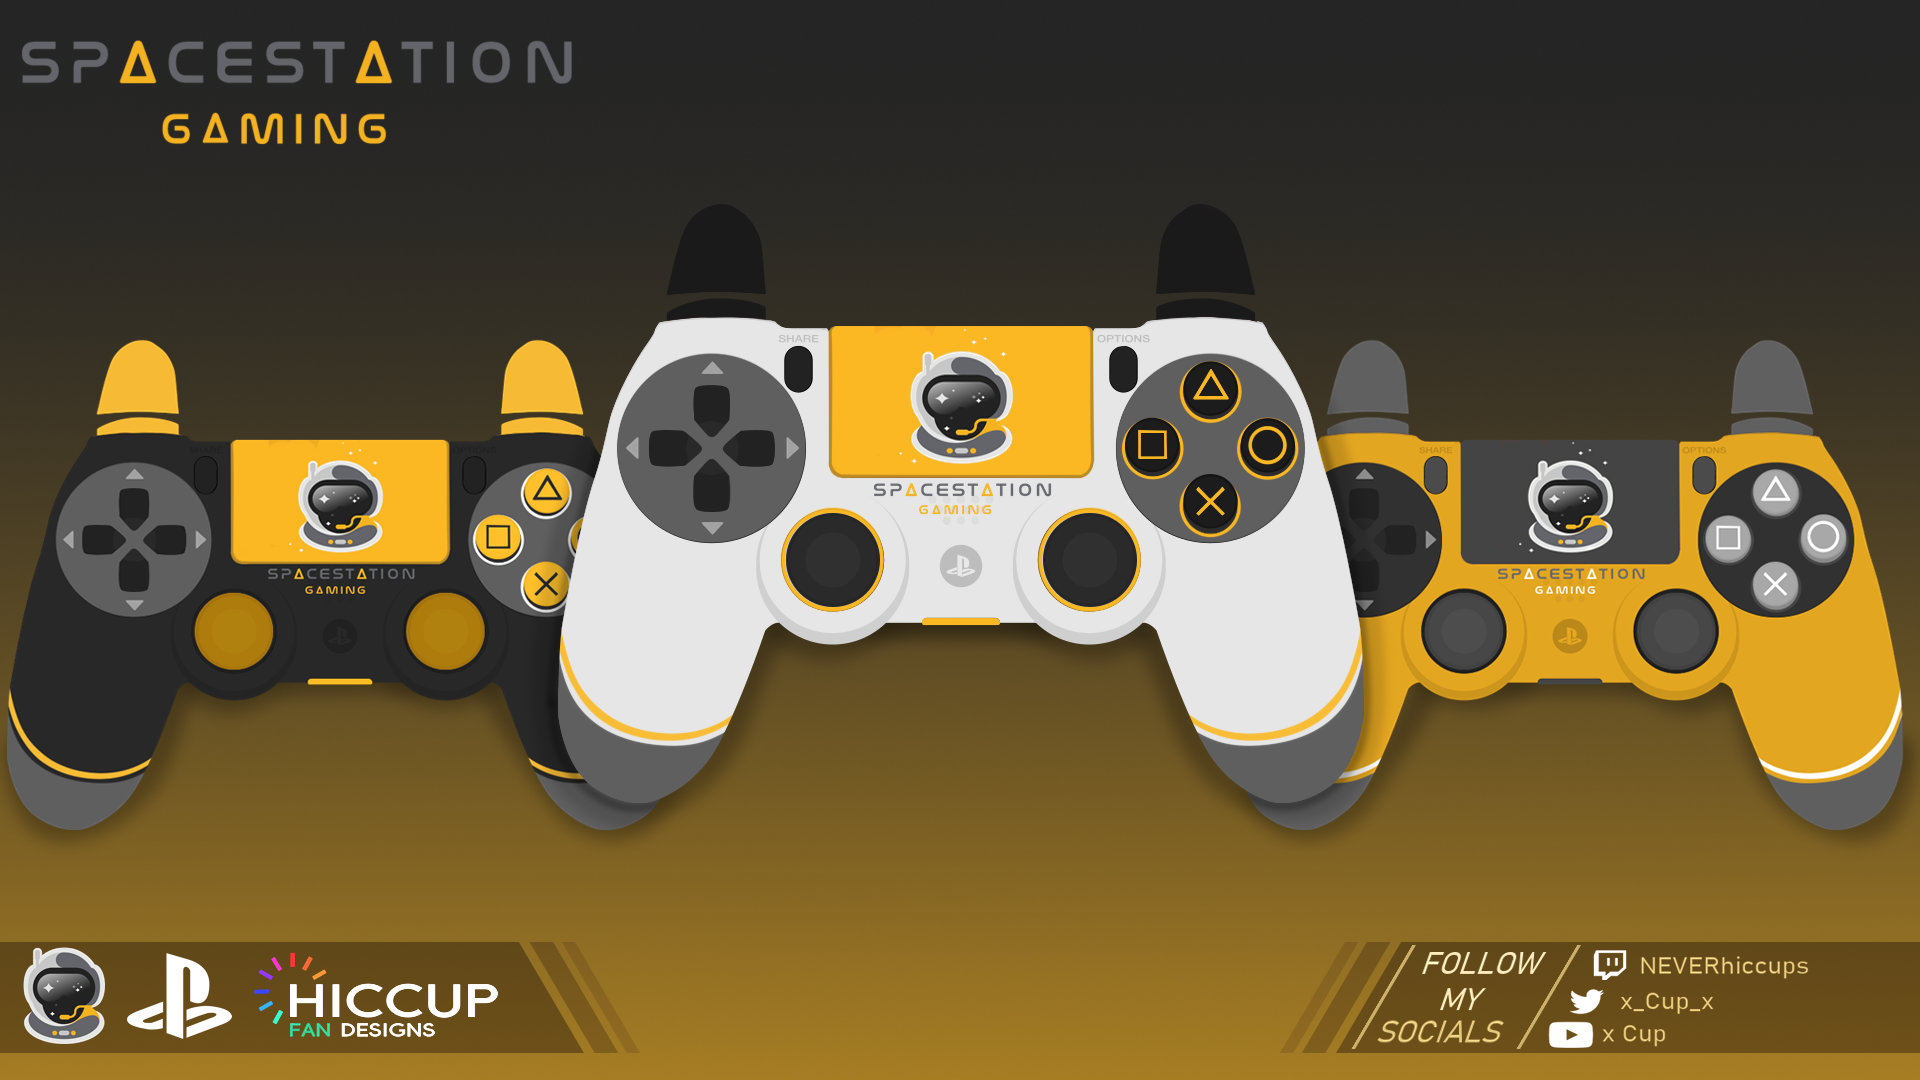 SPACESTATION
GAMING
SHARE
OPTIONS
SPACESTATION
GAMING
SPACESTATION
GAMING
SHARE
OPTIONS
SPACESTATION
GAMING
HICCUP
FAN DESIGNS
FOLLOW
MY
SOCIALS
NEVERhiccups
x_Cup_x
x Cup